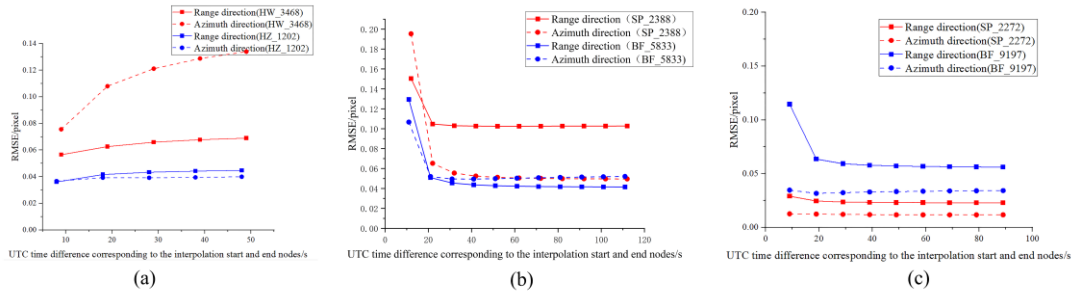 Range direction(HW_3468)
Azimuth direction(HW_3468)
Range direction(HZ_1202)
Azimuth direction(HZ_1202)
0.14
0.12
0.10
0.08
0.06
0.04
0.02
0.00
RMSE/pixel
10 20 30 40 50
UTC time difference corresponding to the interpolation start and end nodes/s
(a)
Range direction（SP_2388）
Azimuth direction（SP_2388）
Range direction（BF_5833）
Azimuth direction（BF_5833）
0.20
0.18
0.16
0.14
0.12
0.10
0.08
0.06
0.04
0.02
0.00
RMSE/pixel
0 20 40 60 80 100 120
UTC time difference corresponding to the interpolation start and end nodes/s
(b)
Range direction(SP_2272)
Azimuth direction(SP_2272)
Range direction(BF_9197)
Azimuth direction(BF_9197)
0.20
0.15
0.10
0.05
0.00
RMSE/pixel
0 20 40 60 80 100
UTC time difference corresponding to the interpolation start and end nodes/s
(c)